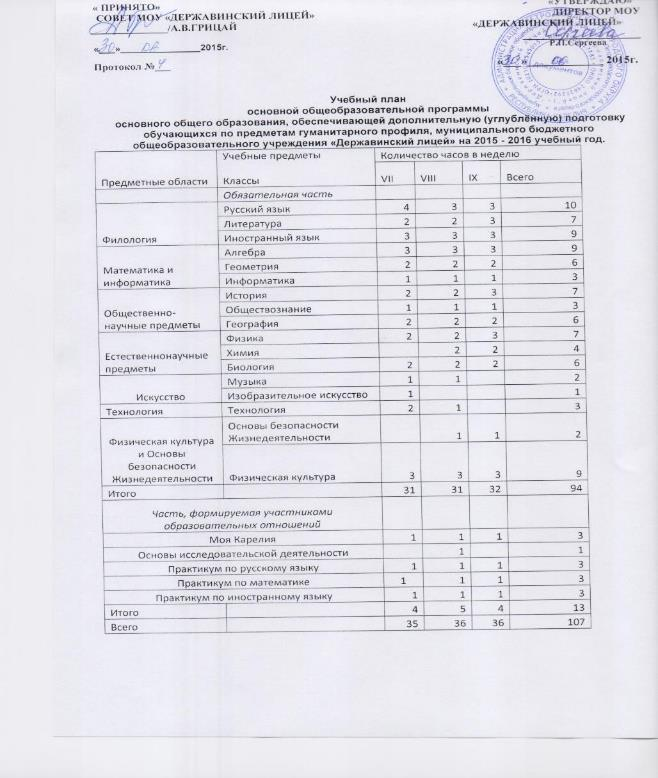 « ПРИНЯТО»
СОВЕТ МОУ «ДЕРЖАВИНСКИЙ ЛИЦЕЙ»
/А.В.ГРИЦАЙ
«30» 2015г.
Протокол № 4
«УТВЕРЖДАЮ»
ДИРЕКТОР МОУ
«ДЕРЖАВИНСКИЙ ЛИЦЕЙ»
Сергеева
Р.П.Сергеева
«30» 2015г.
документов
Учебный план
основной общеобразовательной программы
основного общего образования, обеспечивающей дополнительную (углублённую) подготовку
обучающихся по предметам гуманитарного профиля, муниципального бюджетного
общеобразовательного учреждения «Державинский лицей» на 2015 - 2016 учебный год.
Предметные области Учебные предметы Количество часов в неделю
Классы VII VIII IX Всего
Обязательная часть
Филология Русский язык 4 3 3 10
Литература 2 2 3 7
Иностранный язык 3 3 3 9
Математика и информатика Алгебра 3 3 3 9
Геометрия 2 2 2 6
Информатика 1 1 1 3
Общественно-научные предметы История 2 2 3 7
Обществознание 1 1 1 3
География 2 2 2 6
Естественнонаучные предметы Физика 2 2 3 7
Химия 2 2 4
Биология 2 2 2 6
Искусство Музыка 1 1 2
Изобразительное искусство 1 1
Технология Технология 2 1 3
Физическая культура и Основы безопасности Жизнедеятельности Основы безопасности Жизнедеятельности 1 1 2
Физическая культура 3 3 3 9
Итого 31 31 32 94
Часть, формируемая участниками
образовательных отношений
Моя Карелия 1 1 1 3
Основы исследовательской деятельности 1 1
Практикум по русскому языку 1 1 1 3
Практикум по математике 1 1 1 3
Практикум по иностранному языку 1 1 1 3
Итого 4 5 4 13
Всего 35 36 36 107